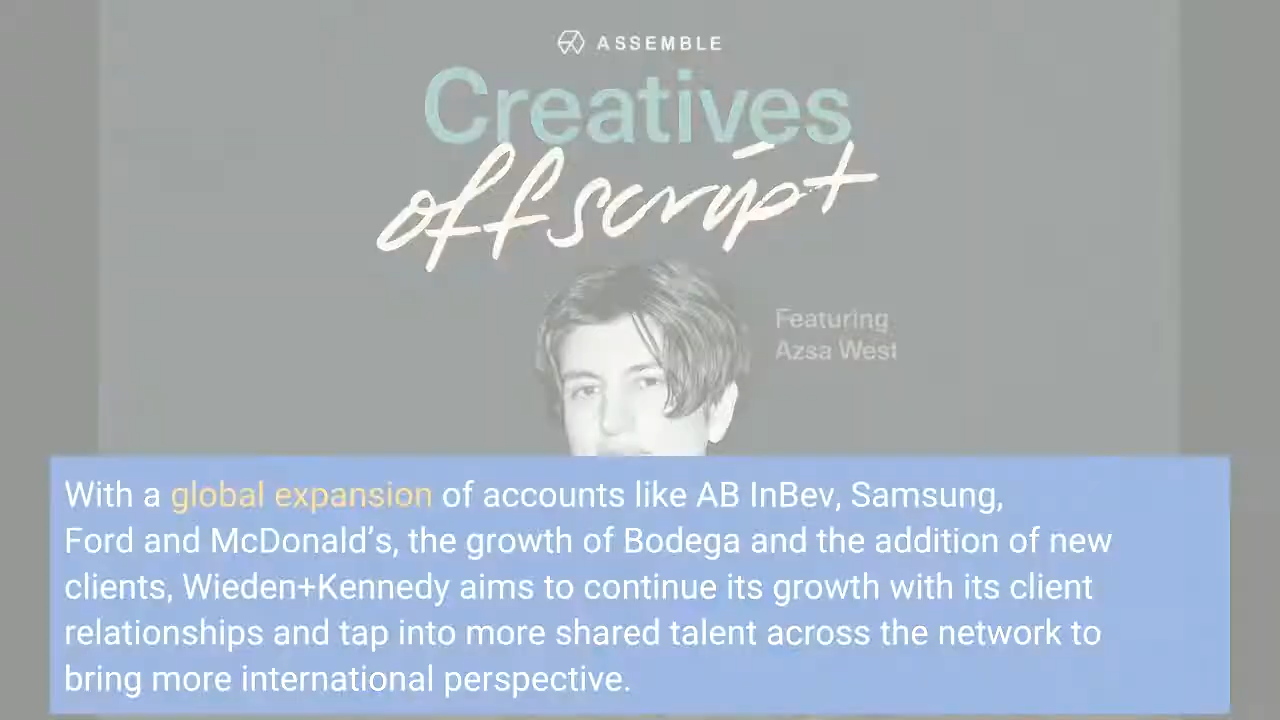 ASSEMBLE
Creatives
offscript
Featuring
Azsa West
With a global expansion of accounts like AB InBev, Samsung,
Ford and McDonald’s, the growth of Bodega and the addition of new
clients, Wieden+Kennedy aims to continue its growth with its client
relationships and tap into more shared talent across the network to
bring more international perspective.